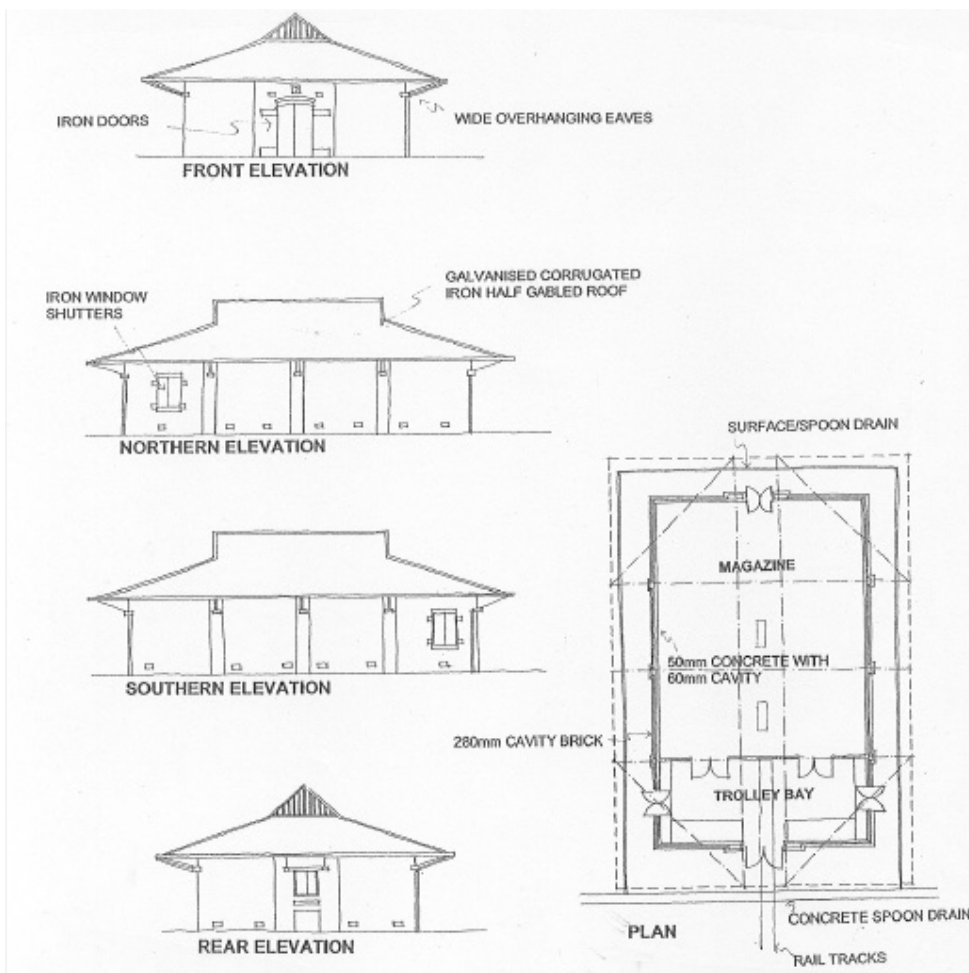 IRON DOORS
WIDE OVERHANGING EAVES
FRONT ELEVATION
IRON WINDOW
SHUTTERS
GALVANISED CORRUGATED
IRON HALF GABLED ROOF
NORTHERN ELEVATION
SOUTHERN ELEVATION
REAR ELEVATION
SURFACE/SPOON DRAIN
MAGAZINE
50mm CONCRETE WITH
60mm CAVITY
280mm CAVITY BRICK
TROLLEY BAY
CONCRETE SPOON DRAIN
PLAN
RAIL TRACKS